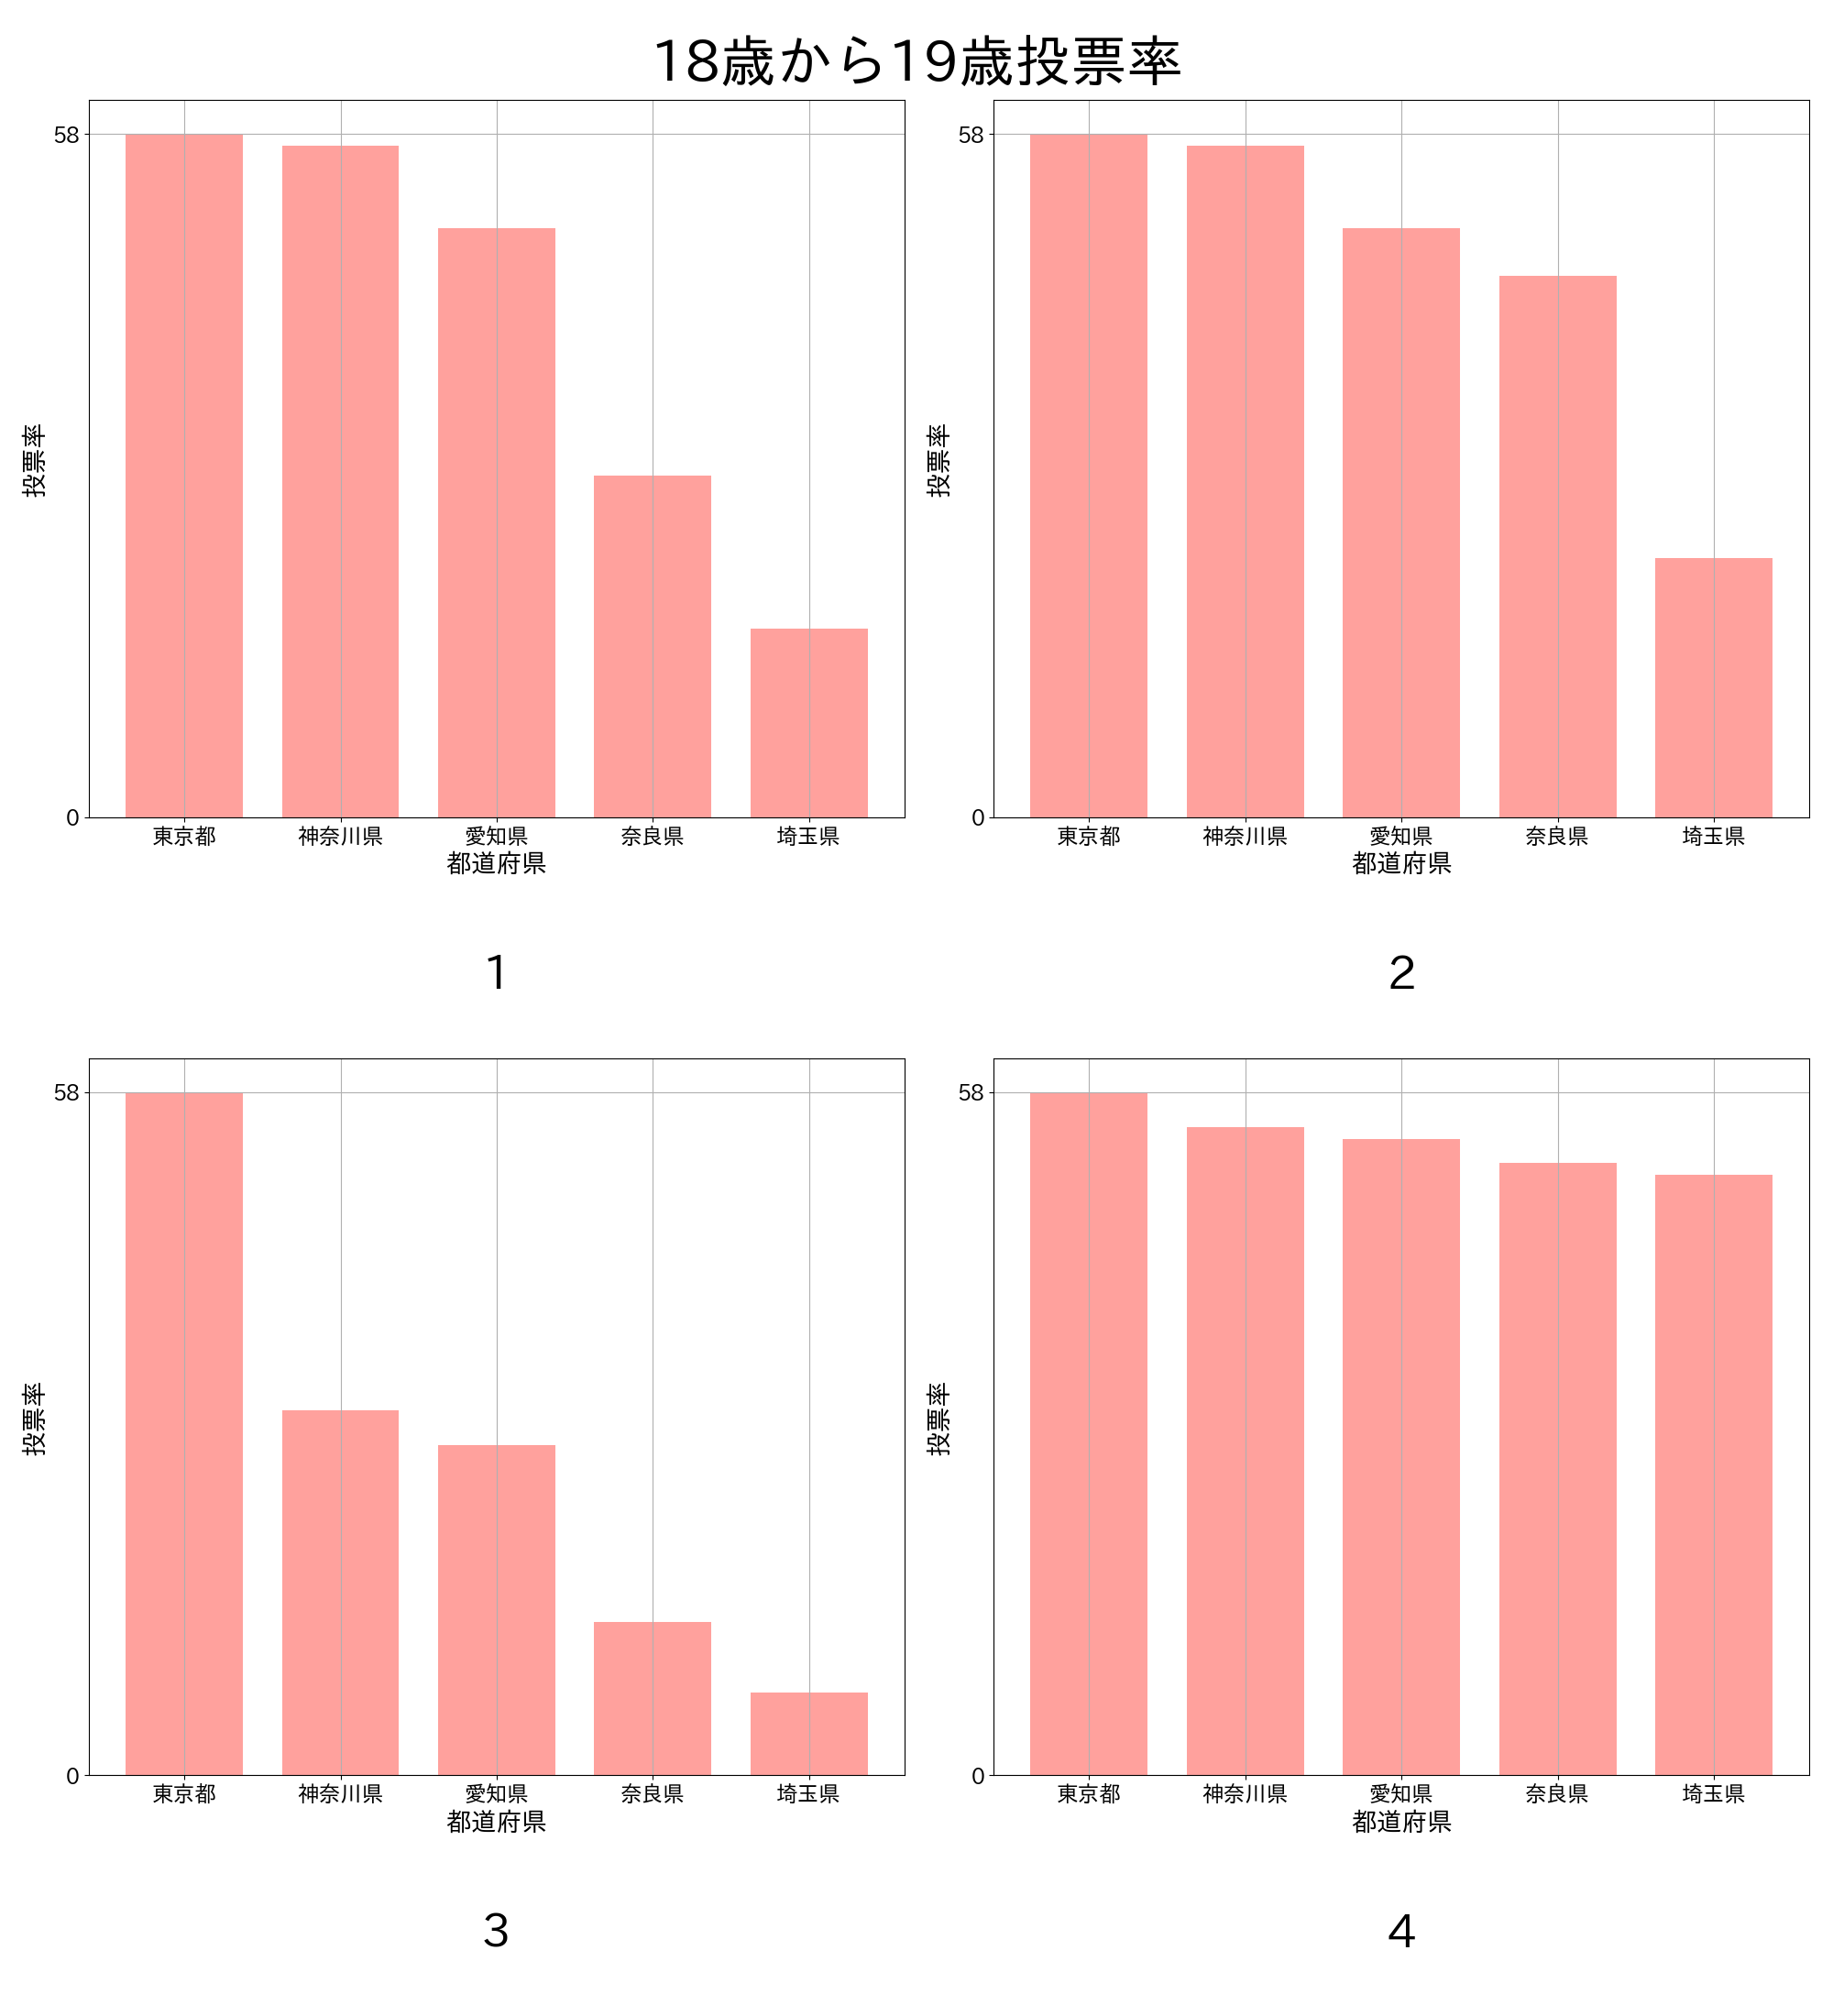 18歳から19歳投票率
58
0
投票率
東京都 神奈川県 愛知県 奈良県 埼玉県
都道府県
1
58
0
投票率
東京都 神奈川県 愛知県 奈良県 埼玉県
都道府県
2
58
0
投票率
東京都 神奈川県 愛知県 奈良県 埼玉県
都道府県
3
58
0
投票率
東京都 神奈川県 愛知県 奈良県 埼玉県
都道府県
4